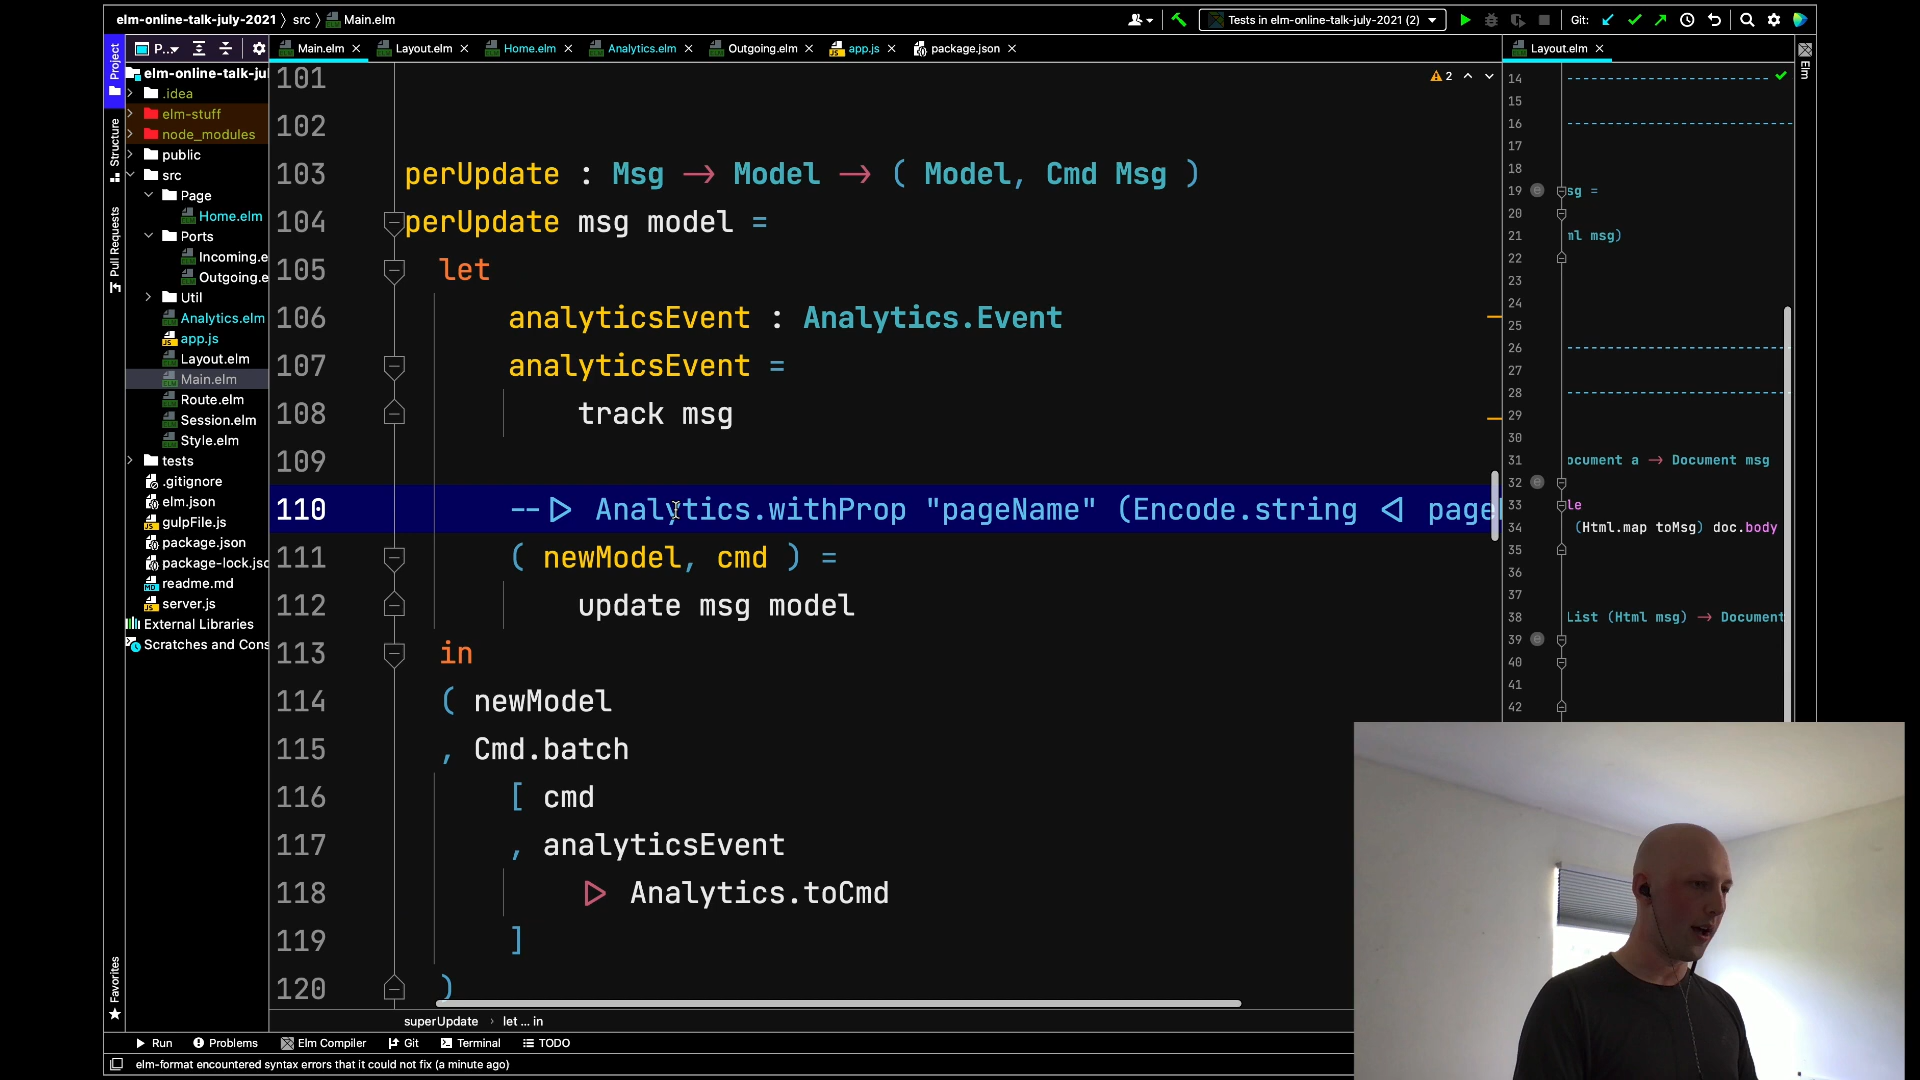 elm-online-talk-july-2021 › src › Main.elm
Tests in elm-online-talk-july-2021 (2)
Git:
Project
P..
Main.elm
Layout.elm
Home.elm
Analytics.elm
Outgoing.elm
app.js
package.json
Layout.elm
Elm
elm-online-talk-ju
.idea
elm-stuff
node_modules
public
src
Page
Home.elm
Ports
Incoming.e
Outgoing.e
Util
Analytics.elm
app.js
Layout.elm
Main.elm
Route.elm
Session.elm
Style.elm
tests
.gitignore
elm.json
gulpFile.js
package.json
package-lock.jso
readme.md
server.js
External Libraries
Scratches and Cons
Structure
Pull Requests
Favorites
2
101
102
103 perUpdate : Msg → Model → ( Model, Cmd Msg )
104 perUpdate msg model =
105 let
106 analyticsEvent : Analytics.Event
107 analyticsEvent =
108 track msg
109
110 --▷ Analytics.withProp "pageName" (Encode.string ◁ page
111 ( newModel, cmd ) =
112 update msg model
113 in
114 ( newModel
115 , Cmd.batch
116 [ cmd
117 , analyticsEvent
118 ▷ Analytics.toCmd
119 ]
120 )
14
15
16
17
18
19 sg =
20
21 ml msg)
22
23
24
25
26
27
28
29
30
31 ocument a → Document msg
32
33 le
34 (Html.map toMsg) doc.body
35
36
37
38 List (Html msg) → Document
39
40
41
42
superUpdate › let ... in
Run
Problems
Elm Compiler
Git
Terminal
TODO
elm-format encountered syntax errors that it could not fix (a minute ago)